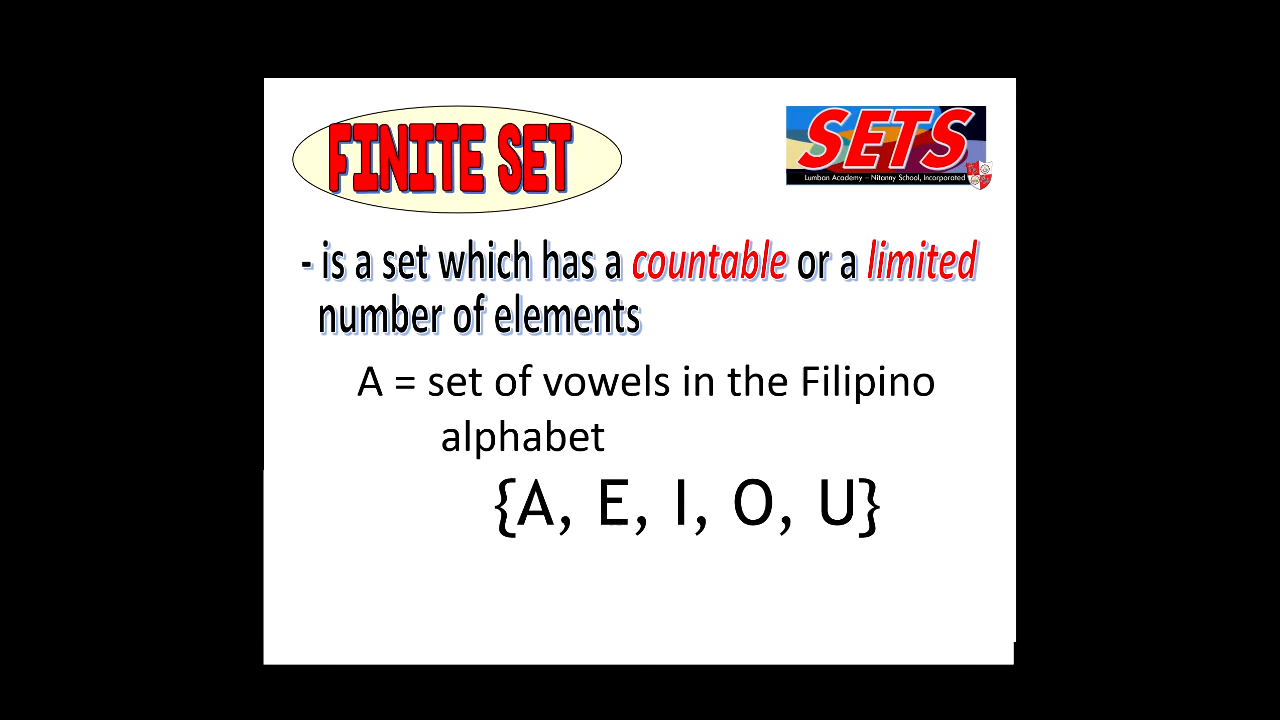 FINITE SET
SETS
Lumban Academy – Nitanny School, Incorporated
- is a set which has a countable or a limited
number of elements
A = set of vowels in the Filipino
alphabet
{A, E, I, O, U}